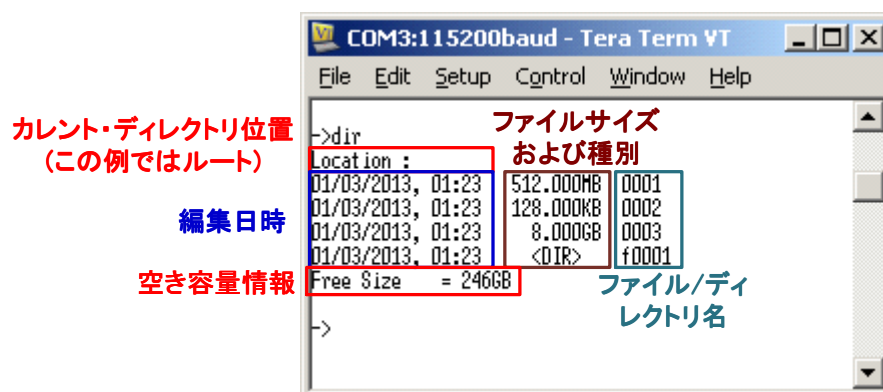 COM3:115200baud - Tera Term VT
File Edit Setup Control Window Help
->dir
カレント・ディレクトリ位置
(この例ではルート)
ファイルサイズ
および種別
Location :
01/03/2013, 01:23 512.000MB 0001
01/03/2013, 01:23 128.000KB 0002
01/03/2013, 01:23 8.000GB 0003
01/03/2013, 01:23 <DIR> f0001
編集日時
空き容量情報
Free Size = 246GB
ファイル/ディ
レクトリ名
->